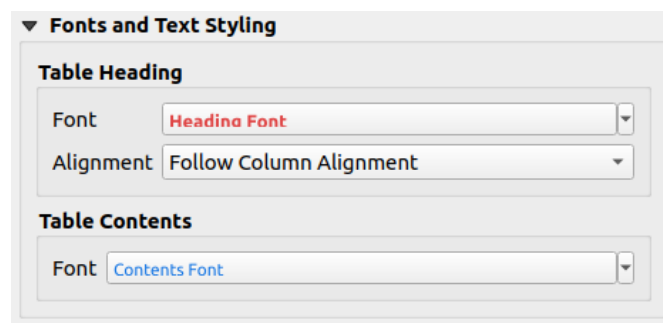 Fonts and Text Styling
Table Heading
Font Heading Font
Alignment Follow Column Alignment
Table Contents
Font Contents Font